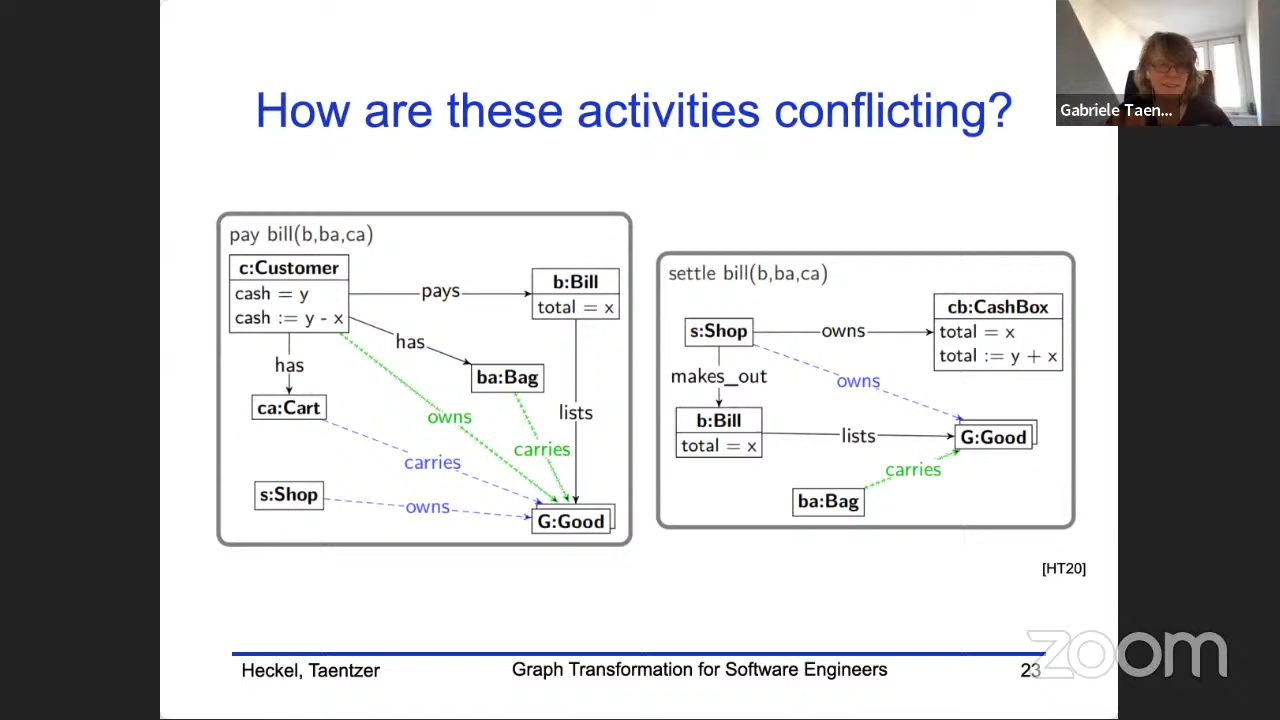 How are these activities conflicting?
Gabriele Taen...
pay bill(b,ba,ca)
c:Customer
cash = y
cash := y - x
pays
b:Bill
total = x
has
has
ba:Bag
ca:Cart
owns
lists
carries
carries
s:Shop
owns
G:Good
settle bill(b,ba,ca)
s:Shop
owns
cb:CashBox
total = x
total := y + x
makes_out
owns
b:Bill
total = x
lists
G:Good
carries
ba:Bag
[HT20]
Heckel, Taentzer
Graph Transformation for Software Engineers
23
zoom